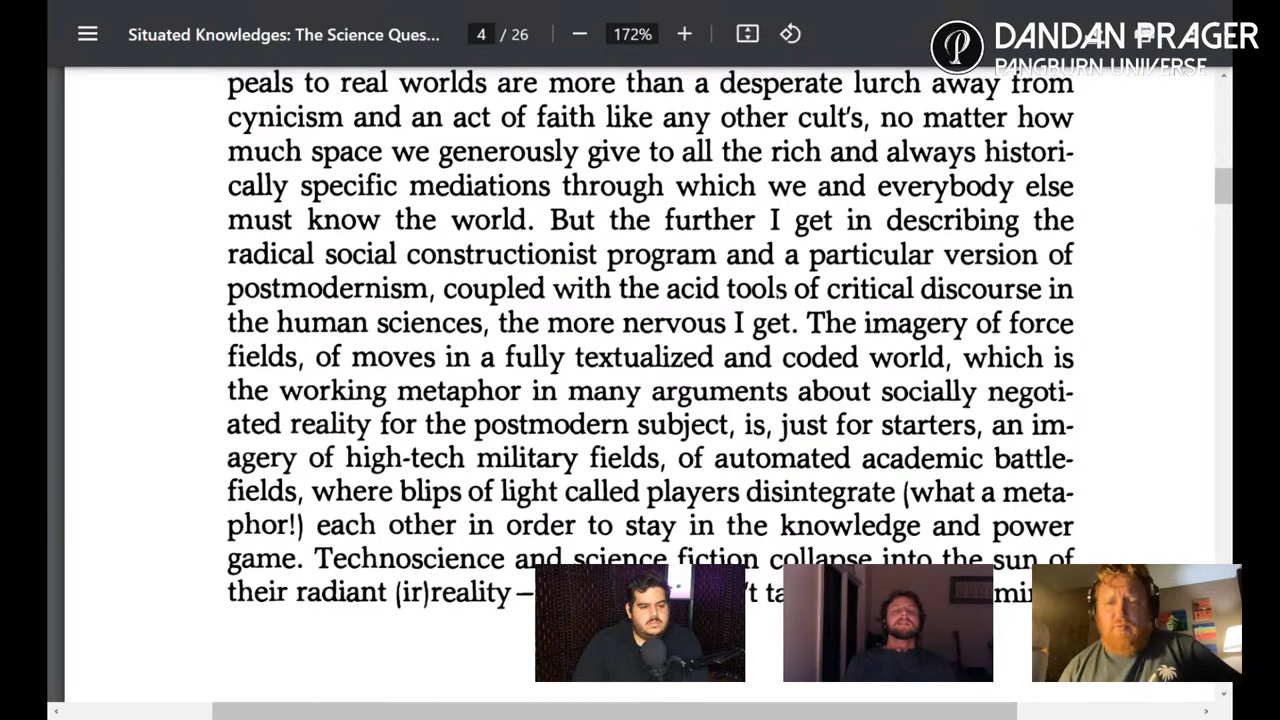 Situated Knowledges: The Science Ques...
4 / 26
172%
DANDAN PRAGER
PANGBURN UNIVERSE
peals to real worlds are more than a desperate lurch away from
cynicism and an act of faith like any other cult's, no matter how
much space we generously give to all the rich and always histori-
cally specific mediations through which we and everybody else
must know the world. But the further I get in describing the
radical social constructionist program and a particular version of
postmodernism, coupled with the acid tools of critical discourse in
the human sciences, the more nervous I get. The imagery of force
fields, of moves in a fully textualized and coded world, which is
the working metaphor in many arguments about socially negoti-
ated reality for the postmodern subject, is, just for starters, an im-
agery of high-tech military fields, of automated academic battle-
fields, where blips of light called players disintegrate (what a meta-
phor!) each other in order to stay in the knowledge and power
game. Technoscience and science fiction collapse into the sun of
their radiant (ir)reality–